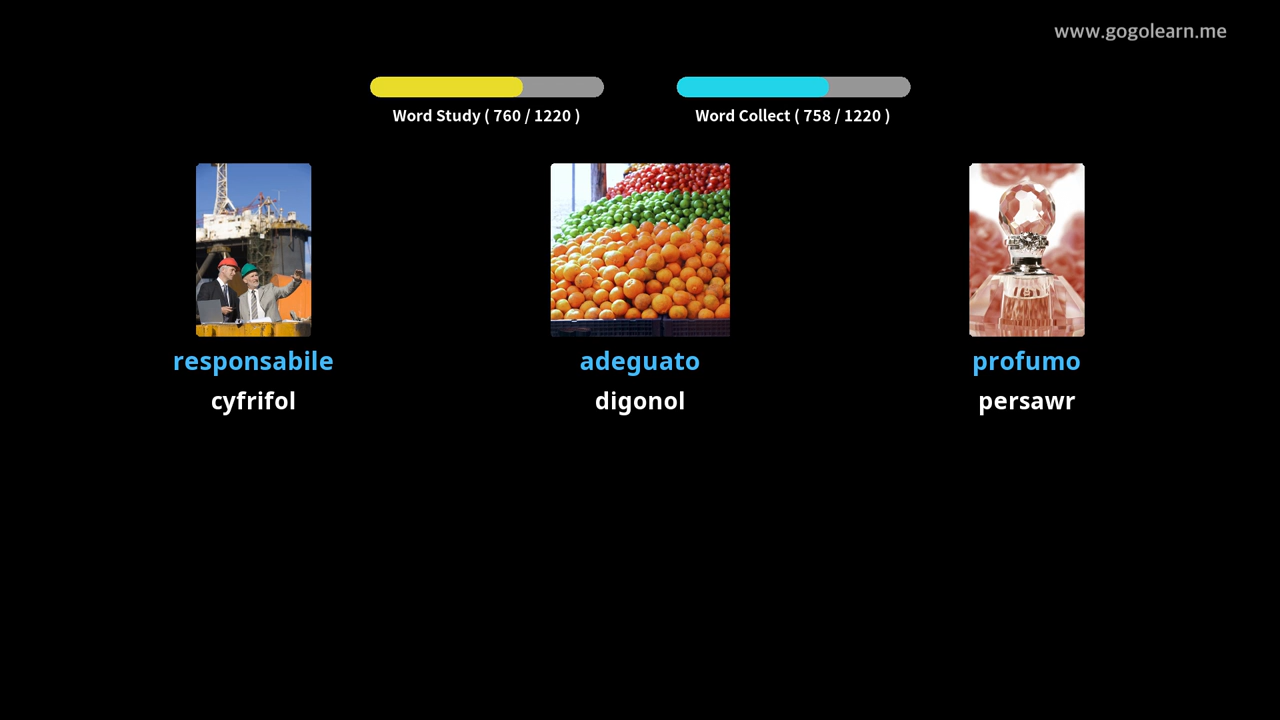 www.gogolearn.me
Word Study ( 760 / 1220 )
Word Collect ( 758 / 1220 )
responsabile
adeguato
profumo
cyfrifol
digonol
persawr